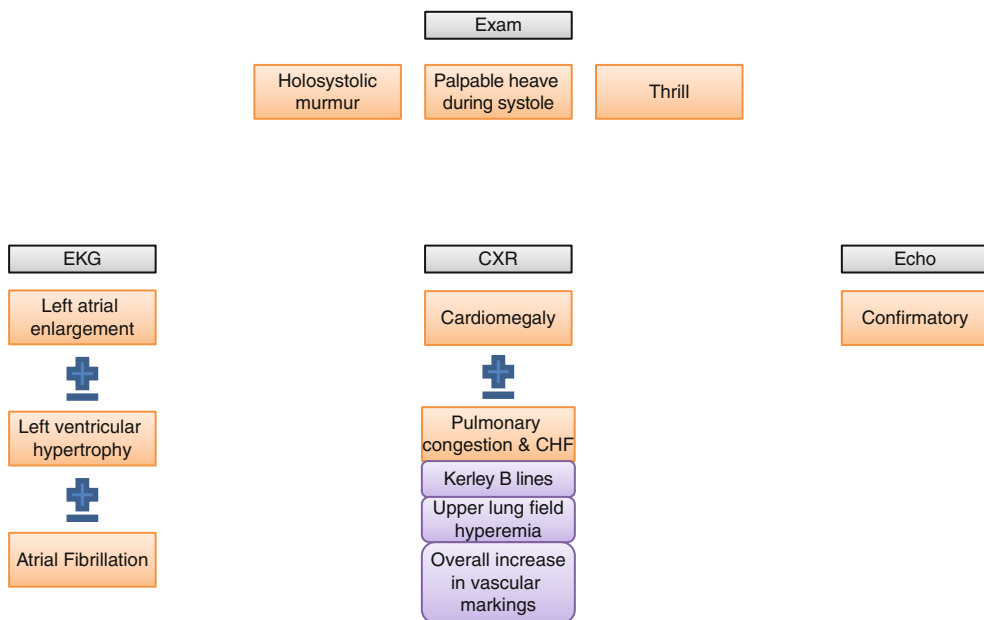 Exam
Holosystolic
murmur
Palpable heave
during systole
Thrill
EKG
Left atrial
enlargement
Left ventricular
hypertrophy
Atrial Fibrillation
CXR
Cardiomegaly
Pulmonary
congestion & CHF
Kerley B lines
Upper lung field
hyperemia
Overall increase
in vascular
markings
Echo
Confirmatory